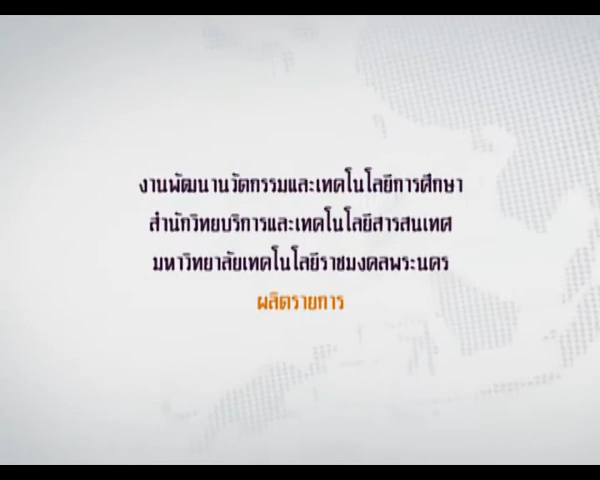 งานพัฒนานวัตกรรมและเทคโนโลยีการศึกษา
สำนักวิทยบริการและเทคโนโลยีสารสนเทศ
มหาวิทยาลัยเทคโนโลยีราชมงคลพระนคร
ผลิตรายการ